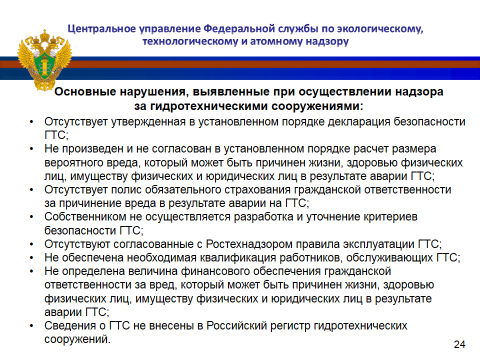 Центральное управление Федеральной службы по экологическому,
технологическому и атомному надзору
Основные нарушения, выявленные при осуществлении надзора
за гидротехническими сооружениями:
• Отсутствует утвержденная в установленном порядке декларация безопасности
ГТС;
• Не произведен и не согласован в установленном порядке расчет размера
вероятного вреда, который может быть причинен жизни, здоровью физических
лиц, имуществу физических и юридических лиц в результате аварии ГТС;
• Отсутствует полис обязательного страхования гражданской ответственности
за причинение вреда в результате аварии на ГТС;
• Собственником не осуществляется разработка и уточнение критериев
безопасности ГТС;
• Отсутствуют согласованные с Ростехнадзором правила эксплуатации ГТС;
• Не обеспечена необходимая квалификация работников, обслуживающих ГТС;
• Не определена величина финансового обеспечения гражданской
ответственности за вред, который может быть причинен жизни, здоровью
физических лиц, имуществу физических и юридических лиц в результате
аварии ГТС;
• Сведения о ГТС не внесены в Российский регистр гидротехнических
сооружений.
24